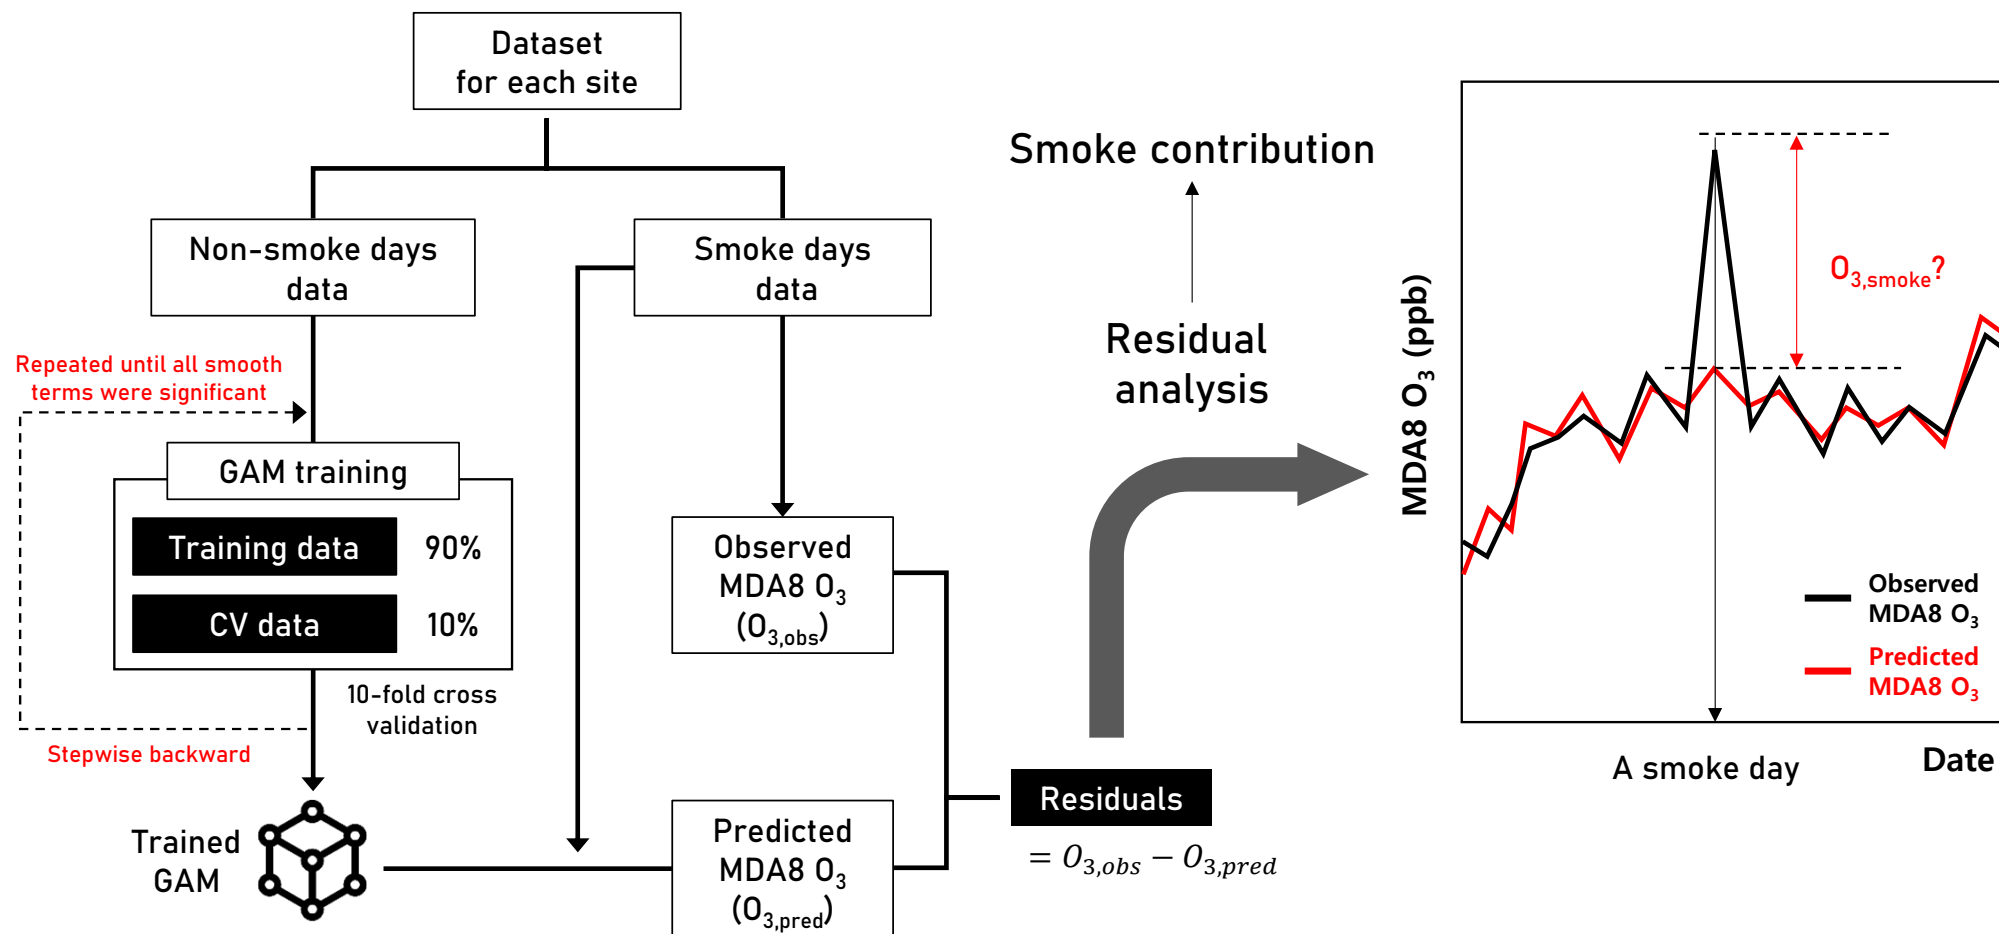 Dataset
for each site
Non-smoke days
data
Smoke days
data
Repeated until all smooth
terms were significant
GAM training
Training data 90%
CV data 10%
10-fold cross
validation
Stepwise backward
Trained
GAM
Observed
MDA8 O₃
(O₃,obs)
Predicted
MDA8 O₃
(O₃,pred)
Residuals
= O₃,obs − O₃,pred
Smoke contribution
Residual
analysis
MDA8 O₃ (ppb)
O₃,smoke?
Observed
MDA8 O₃
Predicted
MDA8 O₃
A smoke day
Date